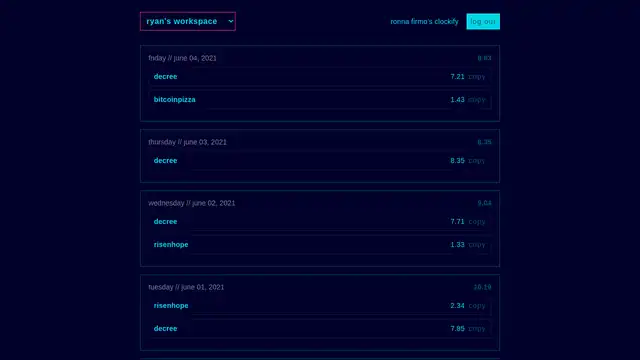 ryan's workspace
ronna firmo's clockify
log out
friday // june 04, 2021
decree
7.21 copy
bitcoinpizza
1.43 copy
thursday // june 03, 2021
8.35
decree
8.35 copy
wednesday // june 02, 2021
9.04
decree
7.71 copy
risenhope
1.33 copy
tuesday // june 01, 2021
10.19
risenhope
2.34 copy
decree
7.85 copy